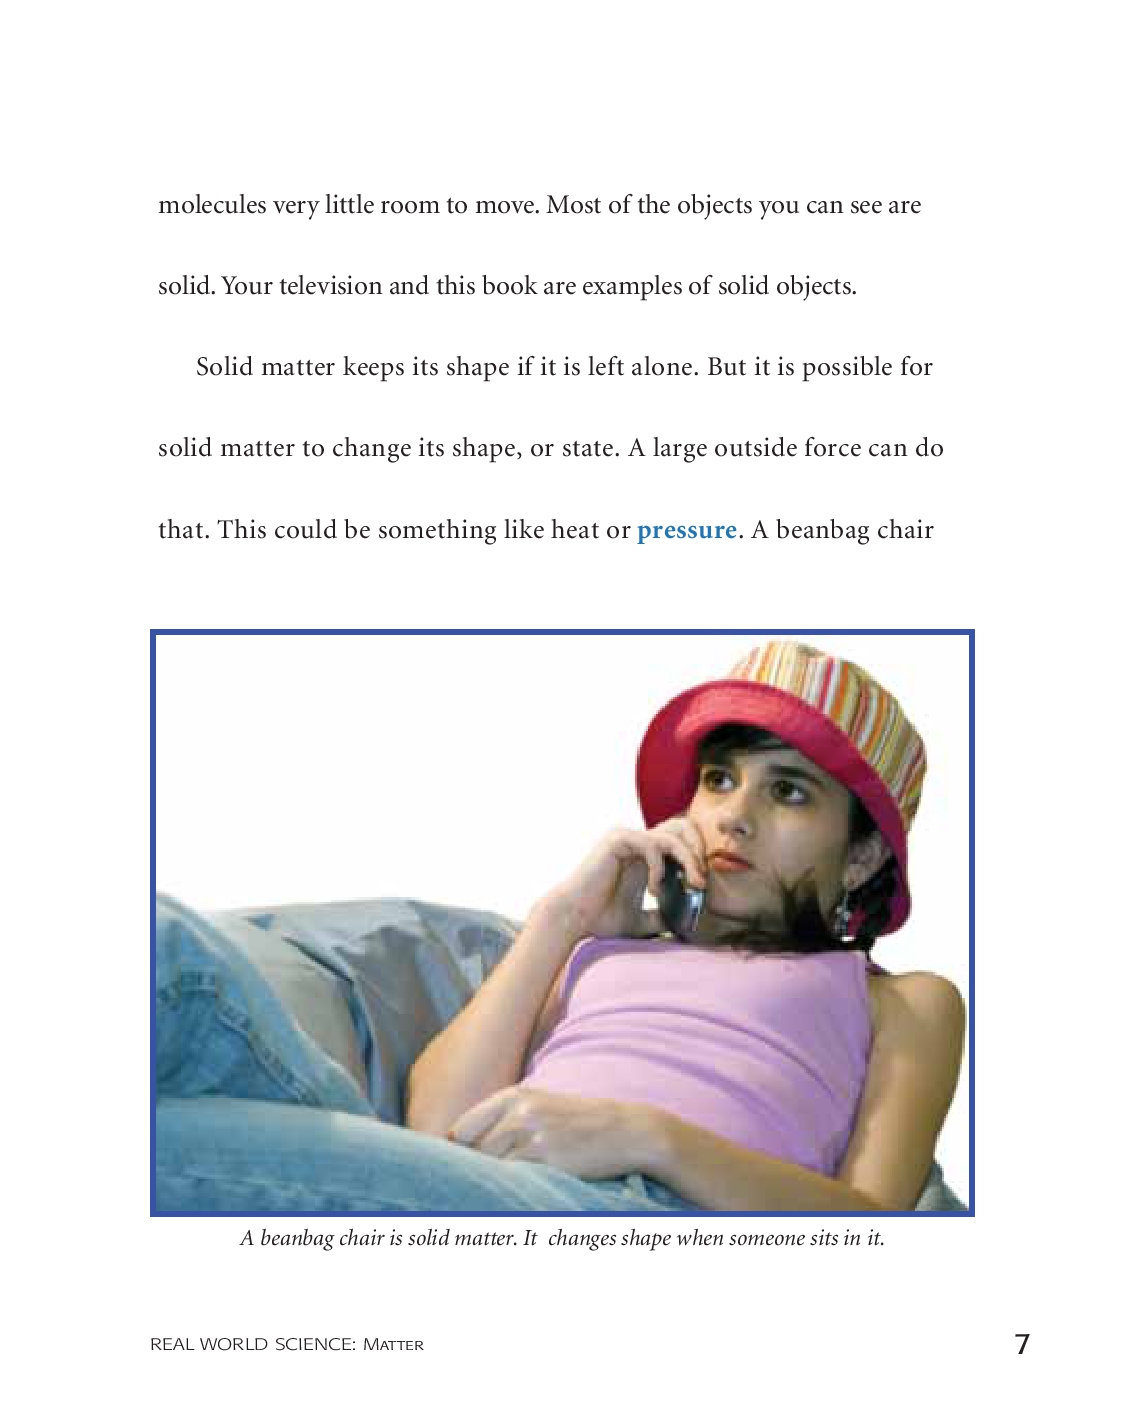 molecules very little room to move. Most of the objects you can see are
solid. Your television and this book are examples of solid objects.
Solid matter keeps its shape if it is left alone. But it is possible for
solid matter to change its shape, or state. A large outside force can do
that. This could be something like heat or pressure. A beanbag chair
A beanbag chair is solid matter. It changes shape when someone sits in it.
REAL WORLD SCIENCE: MATTER
7